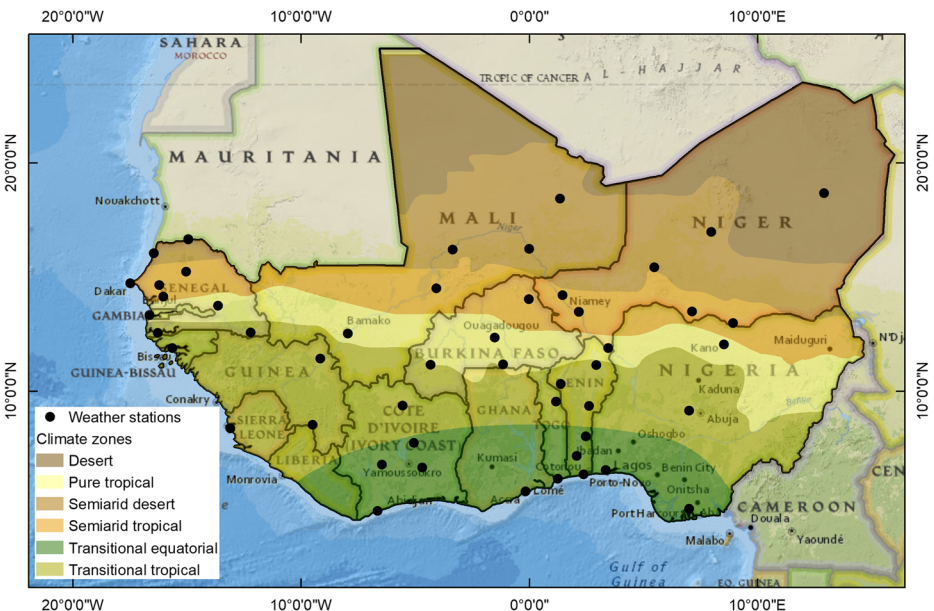 20°0'0"W
10°0'0"W
0°0'0"
10°0'0"E
SAHARA
MOROCCO
TROPIC OF CANCER
AL-HAJJAR
MAURITANIA
20°0'0"N
20°0'0"N
Nouakchott
MALI
Niger
NIGER
Dakar
SENEGAL
Banjul
GAMBIA
Niamey
Bamako
Ouagadougou
Kano
Maiduguri
N'Dj
BURKINA FASO
Bissau
GUINEA-BISSAU
GUINEA
BENIN
NIGERIA
Kaduna
10°0'0"N
10°0'0"N
Conakry
SIERRA
LEONE
COTE
D'IVOIRE
IVORY COAST
GHANA
TOGO
Benue
Abuja
Oshogbo
Ibadan
LIBERIA
Monrovia
Yamoussoukro
Kumasi
Cotonou
Lagos
Porto-Novo
Benin City
Onitsha
CEN
Abidjan
Accra
Lomé
Port Harcourt
CAMEROON
Douala
Malabo
Yaoundé
Gulf of
Guinea
EQ. GUINEA
Weather stations
Climate zones
Desert
Pure tropical
Semiarid desert
Semiarid tropical
Transitional equatorial
Transitional tropical
20°0'0"W
10°0'0"W
0°0'0"
10°0'0"E